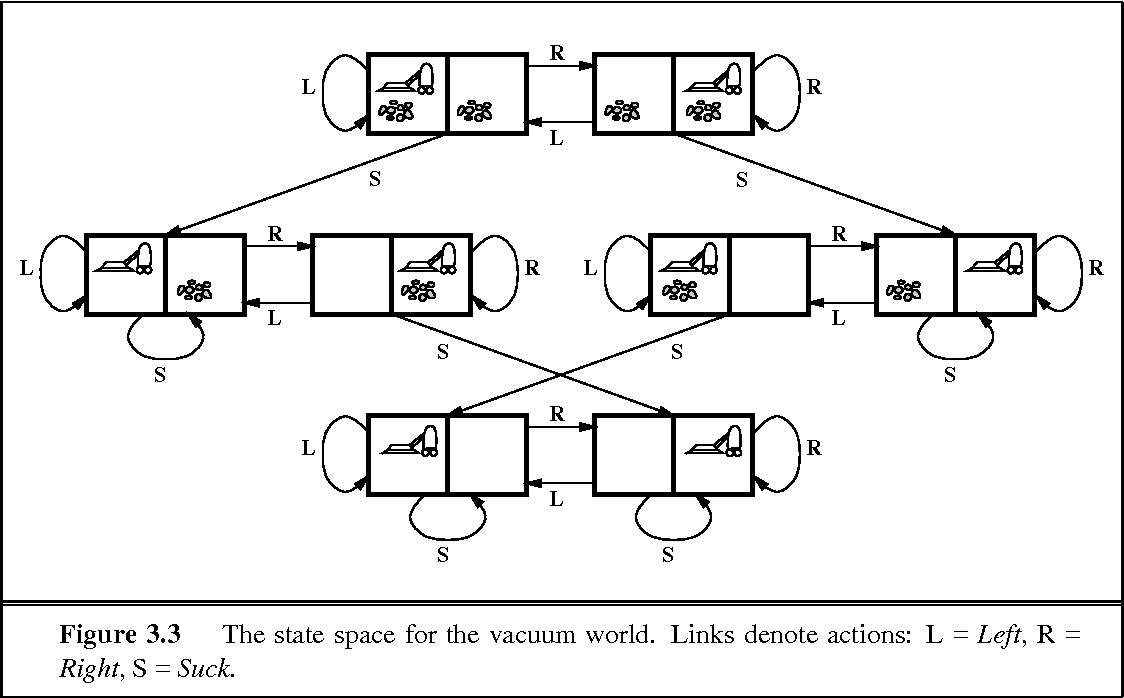 R
L R
L
S S
R R
L R L R
L L
S S
S S
R
L R
L
S S
Figure 3.3 The state space for the vacuum world. Links denote actions: L = Left, R =
Right, S = Suck.